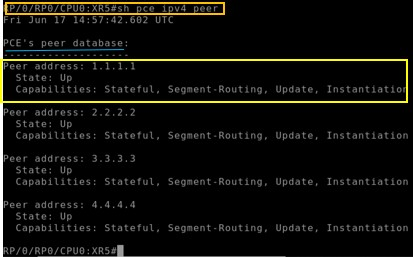 RP/0/RP0/CPU0:XR5#sh pce ipv4 peer
Fri Jun 17 14:57:42.602 UTC
PCE's peer database:
--------------------
Peer address: 1.1.1.1
State: Up
Capabilities: Stateful, Segment-Routing, Update, Instantiation
Peer address: 2.2.2.2
State: Up
Capabilities: Stateful, Segment-Routing, Update, Instantiation
Peer address: 3.3.3.3
State: Up
Capabilities: Stateful, Segment-Routing, Update, Instantiation
Peer address: 4.4.4.4
State: Up
Capabilities: Stateful, Segment-Routing, Update, Instantiation
RP/0/RP0/CPU0:XR5#